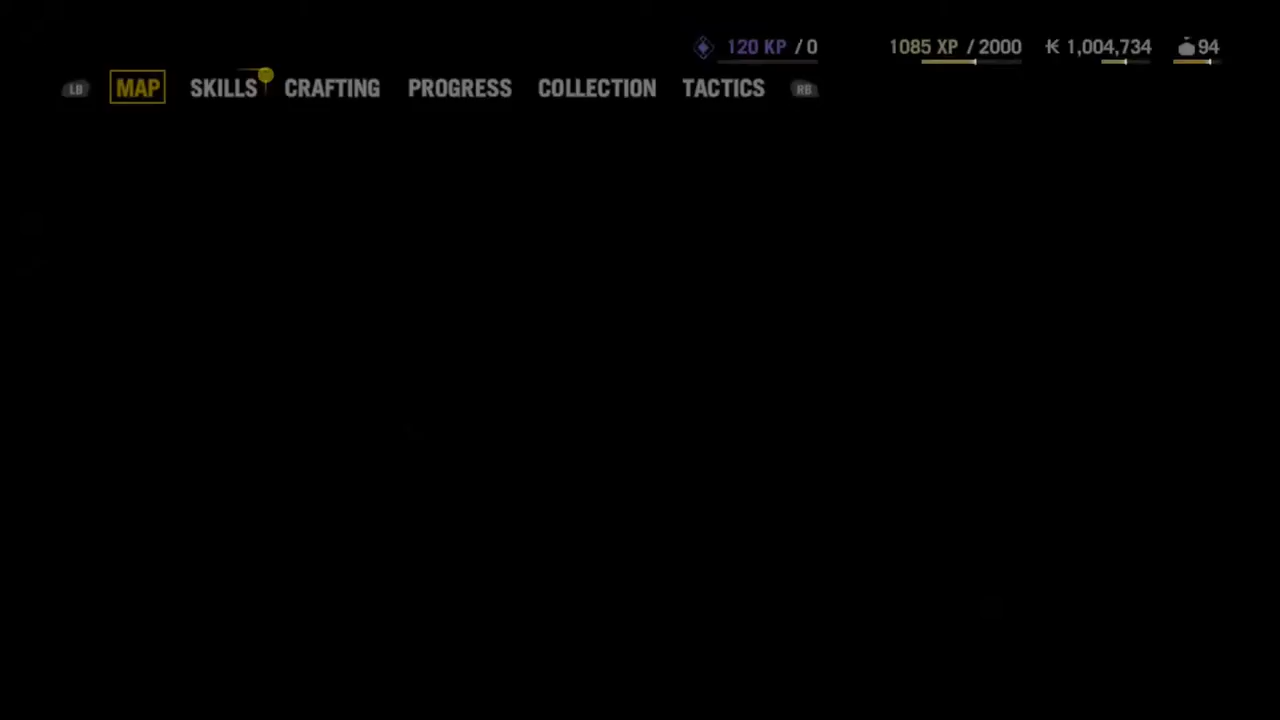 120 KP / 0 1085 XP / 2000 ₭ 1,004,734 94
LB MAP SKILLS CRAFTING PROGRESS COLLECTION TACTICS RB